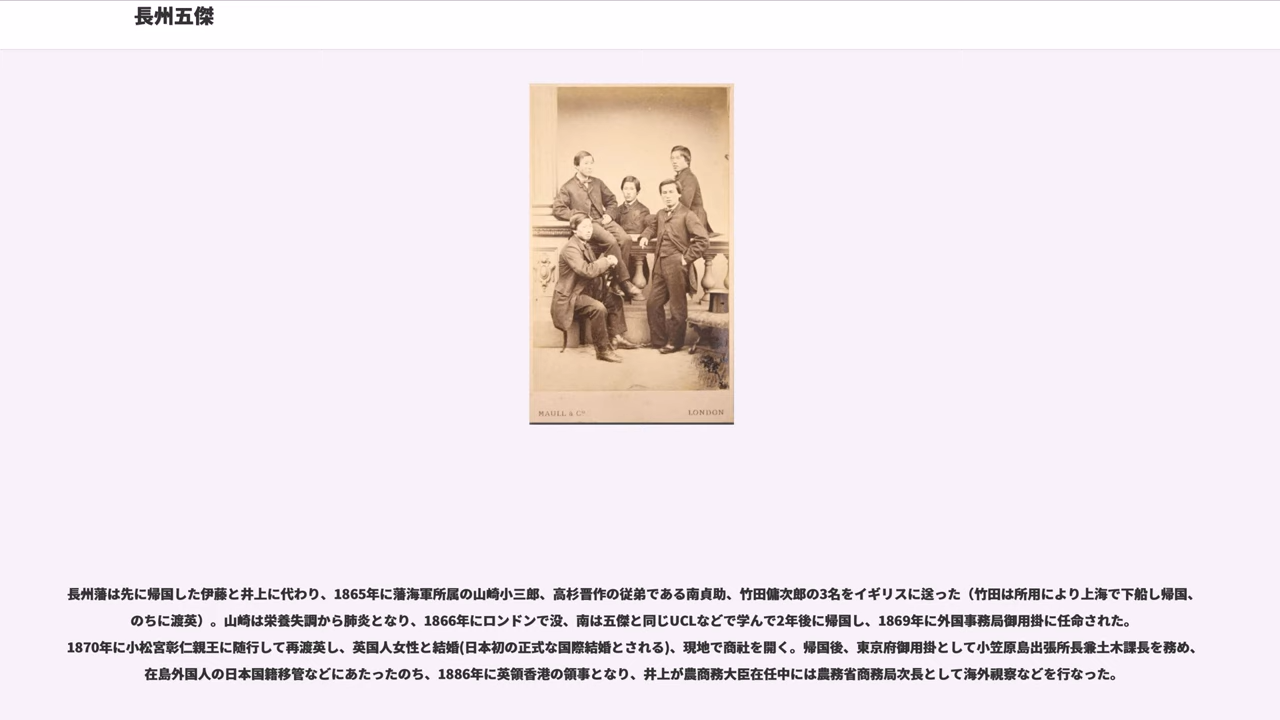 長州五傑
MAULL & Cº
LONDON
長州藩は先に帰国した伊藤と井上に代わり、1865年に藩海軍所属の山崎小三郎、高杉晋作の従弟である南貞助、竹田傭次郎の3名をイギリスに送った（竹田は所用により上海で下船し帰国、
のちに渡英）。山崎は栄養失調から肺炎となり、1866年にロンドンで没、南は五傑と同じUCLなどで学んで2年後に帰国し、1869年に外国事務局御用掛に任命された。
1870年に小松宮彰仁親王に随行して再渡英し、英国人女性と結婚(日本初の正式な国際結婚とされる)、現地で商社を開く。帰国後、東京府御用掛として小笠原島出張所長兼土木課長を務め、
在島外国人の日本国籍移管などにあたったのち、1886年に英領香港の領事となり、井上が農商務大臣在任中には農務省商務局次長として海外視察などを行なった。